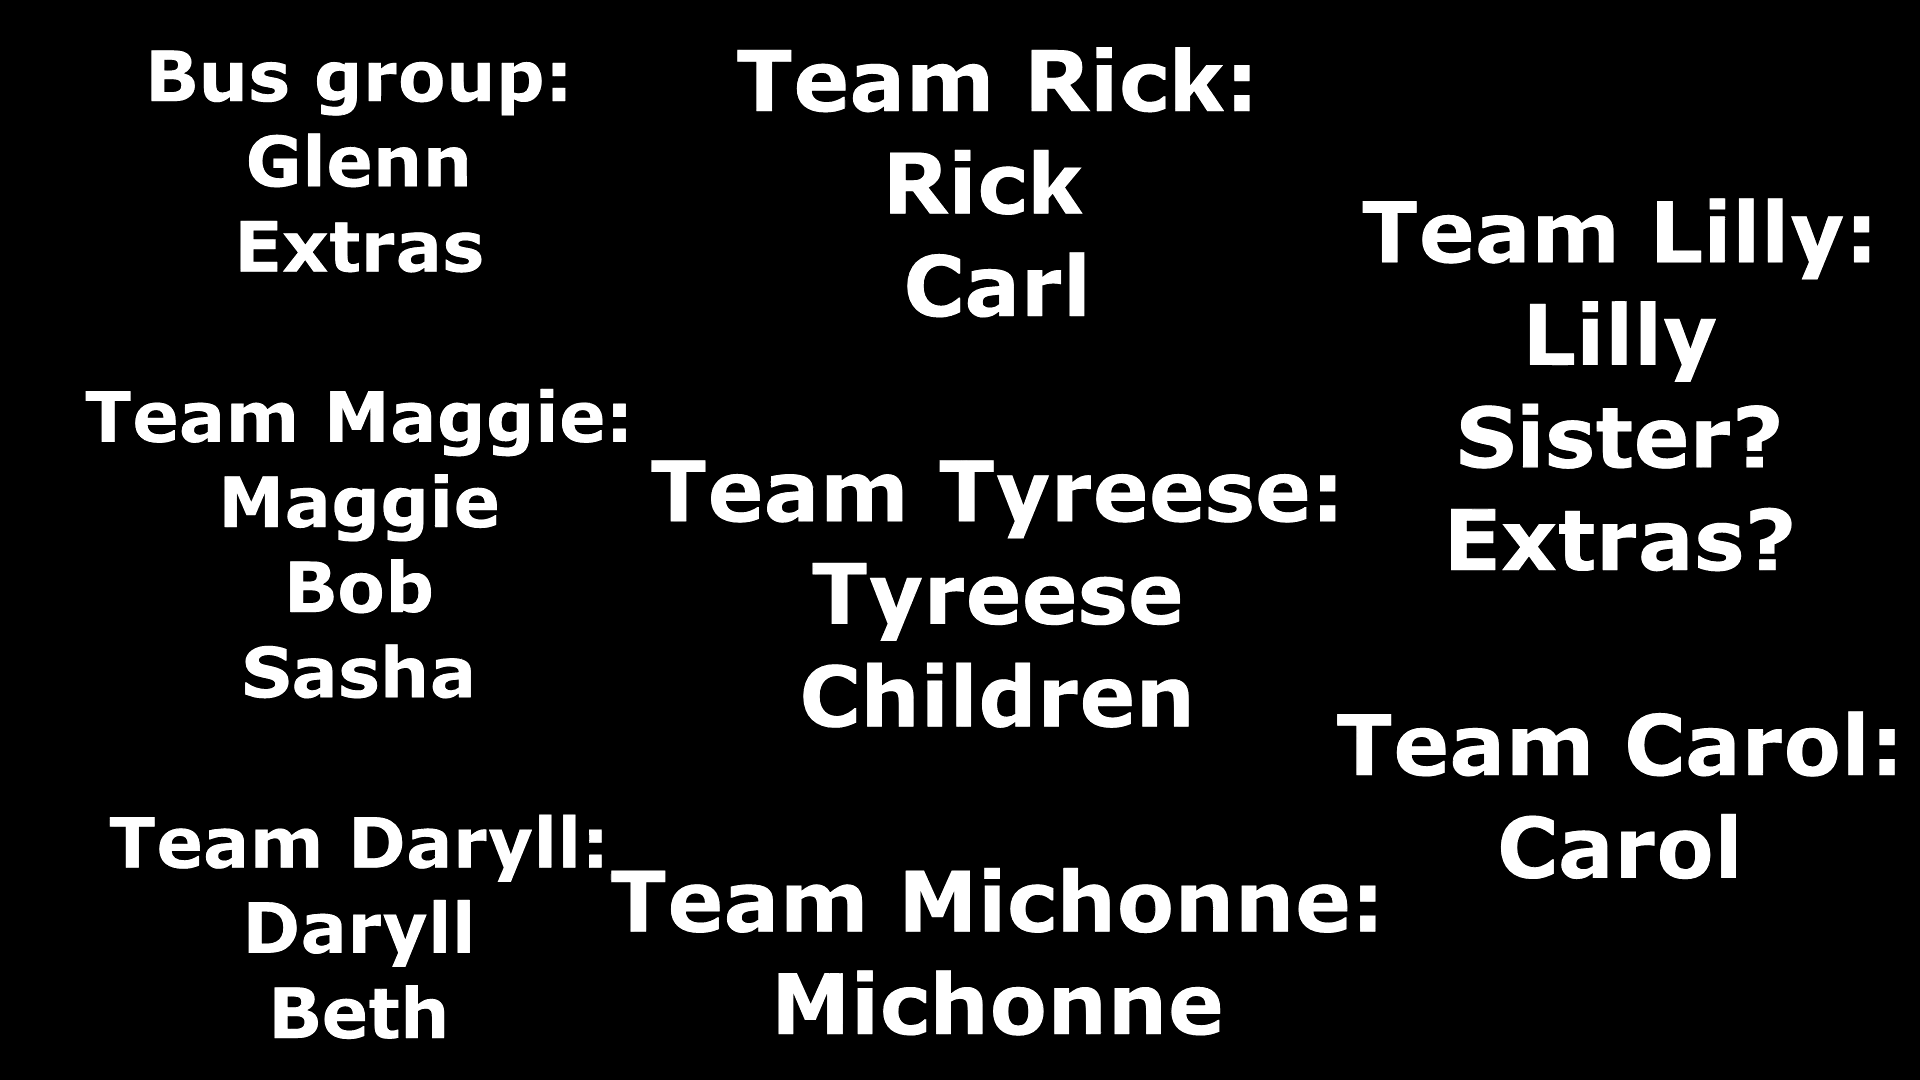 Bus group:
Glenn
Extras
Team Maggie:
Maggie
Bob
Sasha
Team Daryll:
Daryll
Beth
Team Rick:
Rick
Carl
Team Tyreese:
Tyreese
Children
Team Michonne:
Michonne
Team Lilly:
Lilly
Sister?
Extras?
Team Carol:
Carol